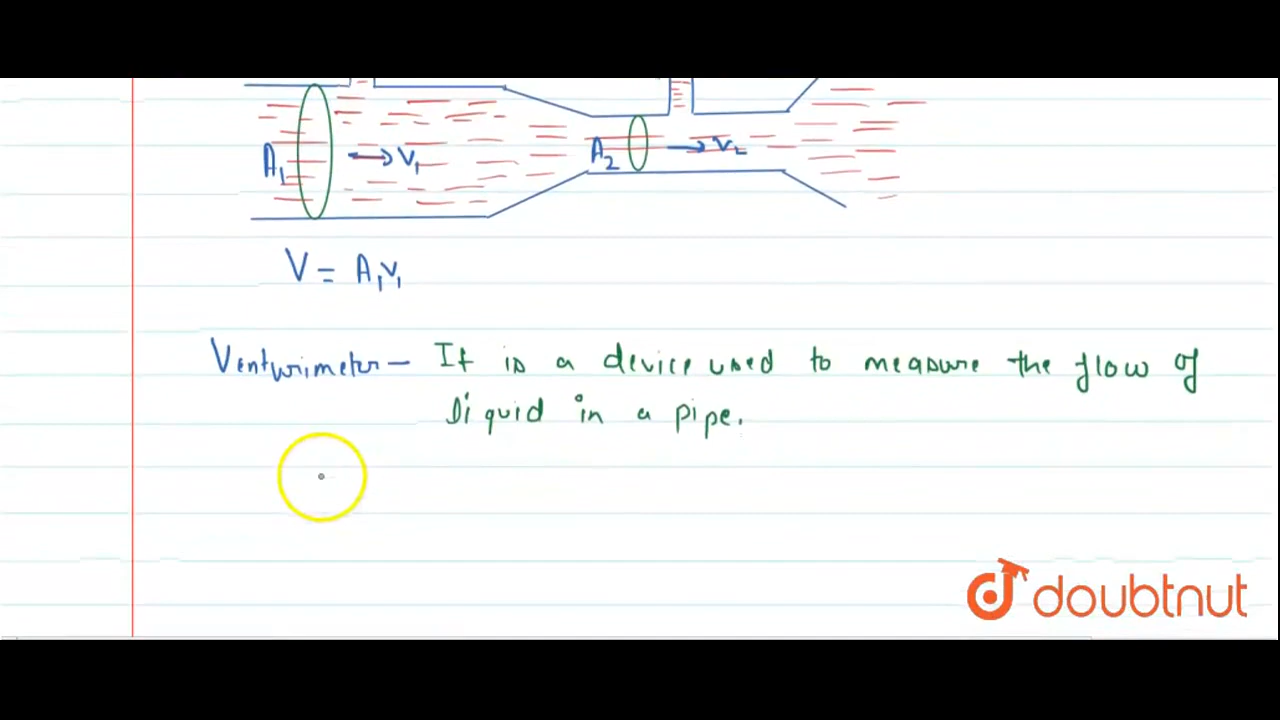 A₁ → V₁ A₂ → V₂
V = A₁V₁
Venturimeter – It is a device used to measure the flow of
liquid in a pipe.
doubtnut